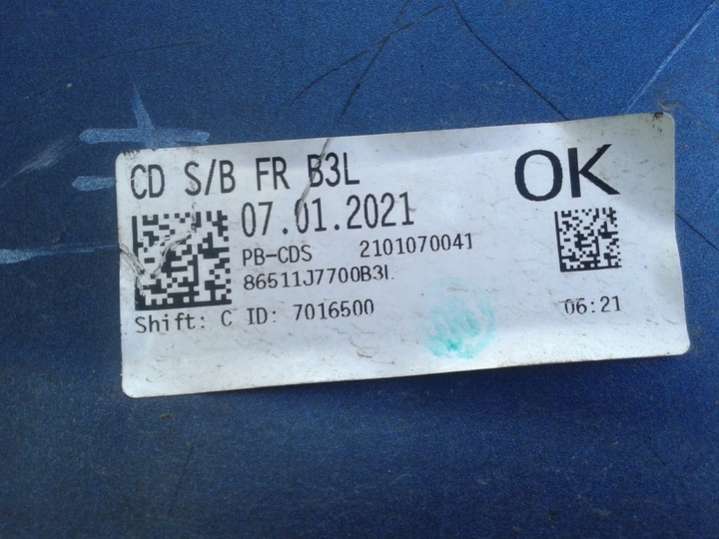 CD S/B FR B3L
OK
07.01.2021
PB-CDS 2101070041
86511J7700B3L
Shift: C ID: 7016500
06:21